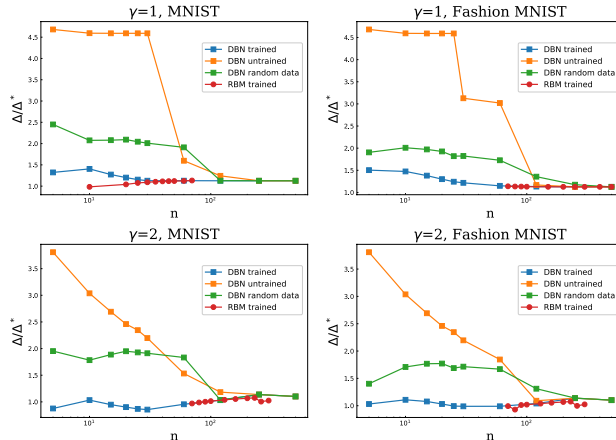 γ=1, MNIST
Δ/Δ*
4.5
4.0
3.5
3.0
2.5
2.0
1.5
1.0
DBN trained
DBN untrained
DBN random data
RBM trained
10¹
10²
n
γ=1, Fashion MNIST
Δ/Δ*
4.5
4.0
3.5
3.0
2.5
2.0
1.5
1.0
DBN trained
DBN untrained
DBN random data
RBM trained
10¹
10²
n
γ=2, MNIST
Δ/Δ*
3.5
3.0
2.5
2.0
1.5
1.0
DBN trained
DBN untrained
DBN random data
RBM trained
10¹
10²
n
γ=2, Fashion MNIST
Δ/Δ*
3.5
3.0
2.5
2.0
1.5
1.0
DBN trained
DBN untrained
DBN random data
RBM trained
10¹
10²
n